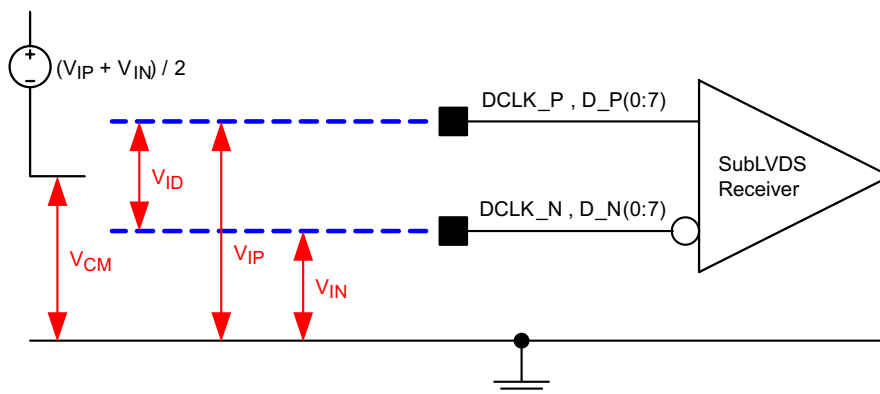 +
−
(VIP + VIN) / 2
DCLK_P , D_P(0:7)
SubLVDS
Receiver
VID
DCLK_N , D_N(0:7)
VCM
VIP
VIN